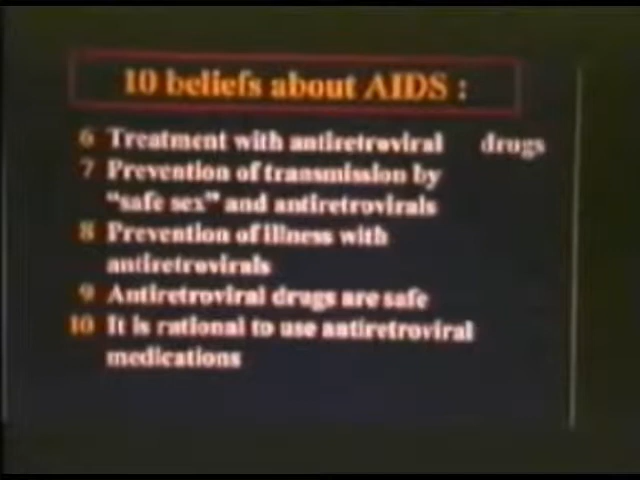 10 beliefs about AIDS :
6 Treatment with antiretroviral drugs
7 Prevention of transmission by
“safe sex” and antiretrovirals
8 Prevention of illness with
antiretrovirals
9 Antiretroviral drugs are safe
10 It is rational to use antiretroviral
medications